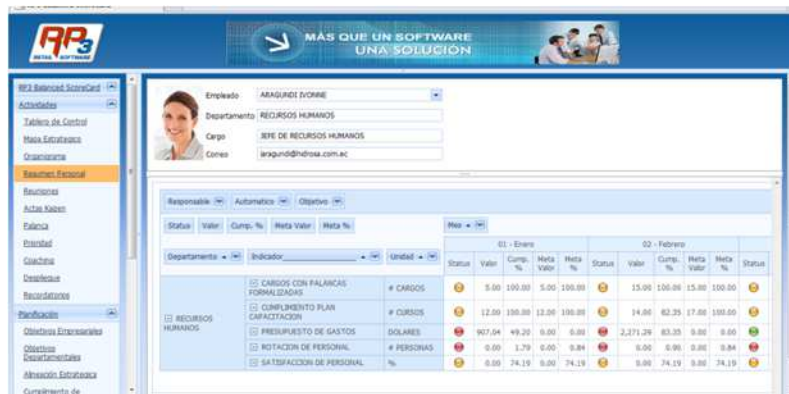 RP3
RETAIL SOFTWARE
MÁS QUE UN SOFTWARE
UNA SOLUCIÓN
RP3 Balanced ScoreCard
Actividades
Tablero de Control
Mapa Estrategico
Organigrama
Resumen Personal
Reuniones
Actas Kaizen
Palanca
Prioridad
Coaching
Despliegue
Recordatorios
Planificación
Objetivos Empresariales
Objetivos
Departamentales
Alineación Estrategica
Cumplimiento de
Empleado ARAGUNDI IVONNE
Departamento RECURSOS HUMANOS
Cargo JEFE DE RECURSOS HUMANOS
Correo iaragundi@hidrosa.com.ec
Responsable Automatico Objetivo
Status Valor Cump. % Meta Valor Meta % Mes
01 - Enero 02 - Febrero
Departamento Indicador Unidad Status Valor Cump. % Meta Valor Meta % Status Valor Cump. % Meta Valor Meta % Status
RECURSOS HUMANOS
CARGOS CON PALANCAS FORMALIZADAS # CARGOS 5.00 100.00 5.00 100.00 15.00 100.00 15.00 100.00
CUMPLIMIENTO PLAN CAPACITACION # CURSOS 12.00 100.00 12.00 100.00 14.00 82.35 17.00 100.00
PRESUPUESTO DE GASTOS DOLARES 907.04 49.20 0.00 0.00 2,271.29 83.35 0.00 0.00
ROTACION DE PERSONAL # PERSONAS 0.00 1.79 0.00 0.84 0.00 0.90 0.00 0.84
SATISFACCION DE PERSONAL % 0.00 74.19 0.00 74.19 0.00 74.19 0.00 74.19